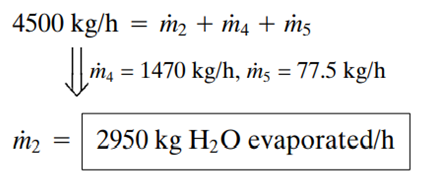 4500 kg/h = ṁ₂ + ṁ₄ + ṁ₅
ṁ₄ = 1470 kg/h, ṁ₅ = 77.5 kg/h
ṁ₂ = 2950 kg H₂O evaporated/h